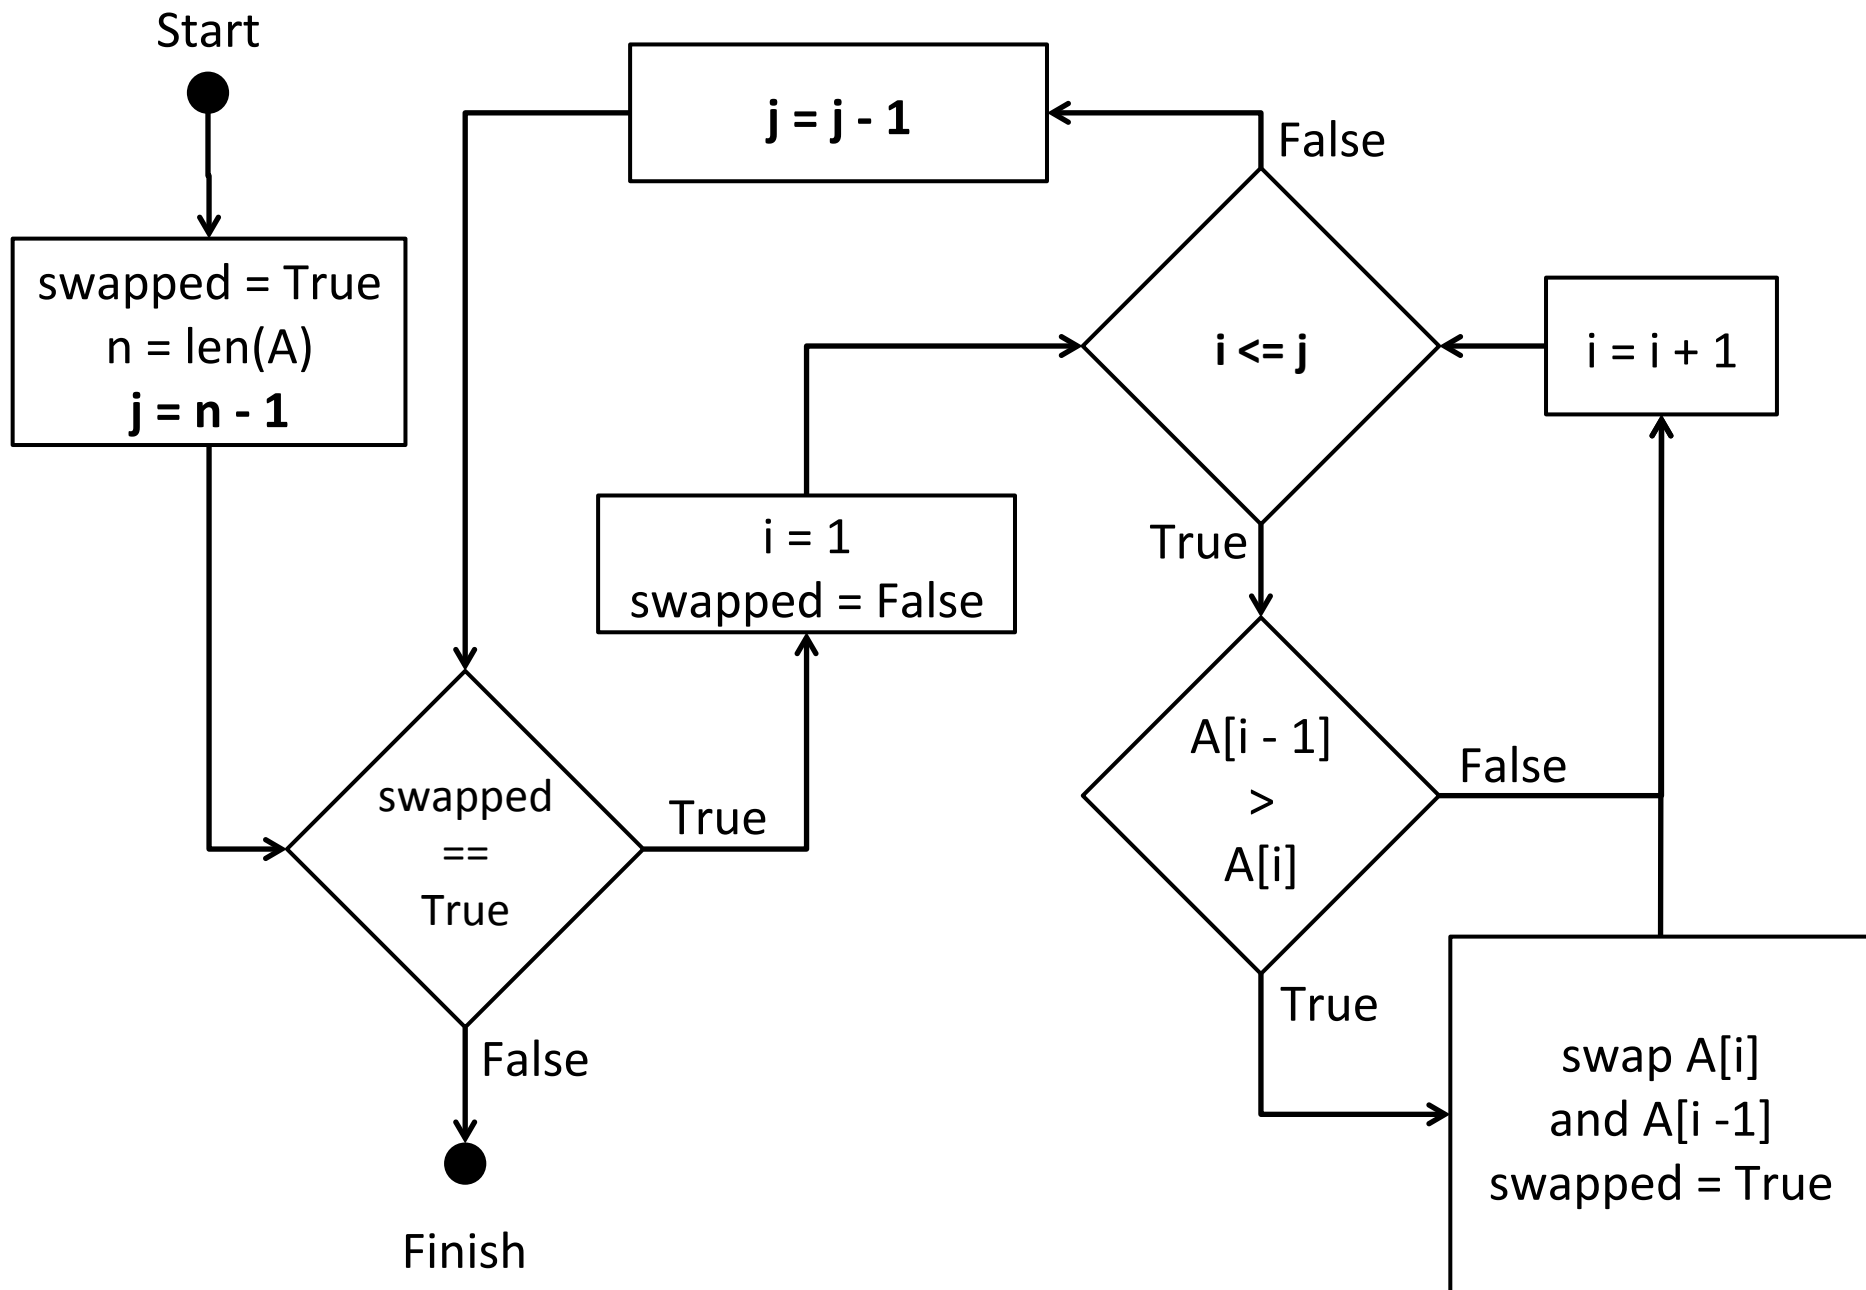 Start
swapped = True
n = len(A)
j = n - 1
j = j - 1
False
i <= j
i = i + 1
i = 1
swapped = False
True
swapped
==
True
True
False
Finish
A[i - 1]
>
A[i]
False
True
swap A[i]
and A[i -1]
swapped = True